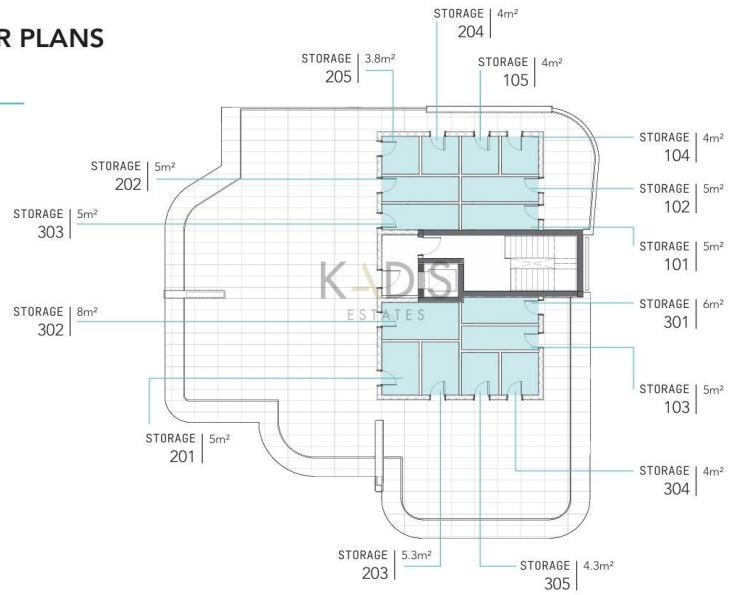 R PLANS
STORAGE 4m²
204
STORAGE 3.8m²
205
STORAGE 4m²
105
STORAGE 4m²
104
STORAGE 5m²
202
STORAGE 5m²
102
STORAGE 5m²
303
STORAGE 5m²
101
KADIS
ESTATES
STORAGE 8m²
302
STORAGE 6m²
301
STORAGE 5m²
103
STORAGE 5m²
201
STORAGE 4m²
304
STORAGE 5.3m²
203
STORAGE 4.3m²
305